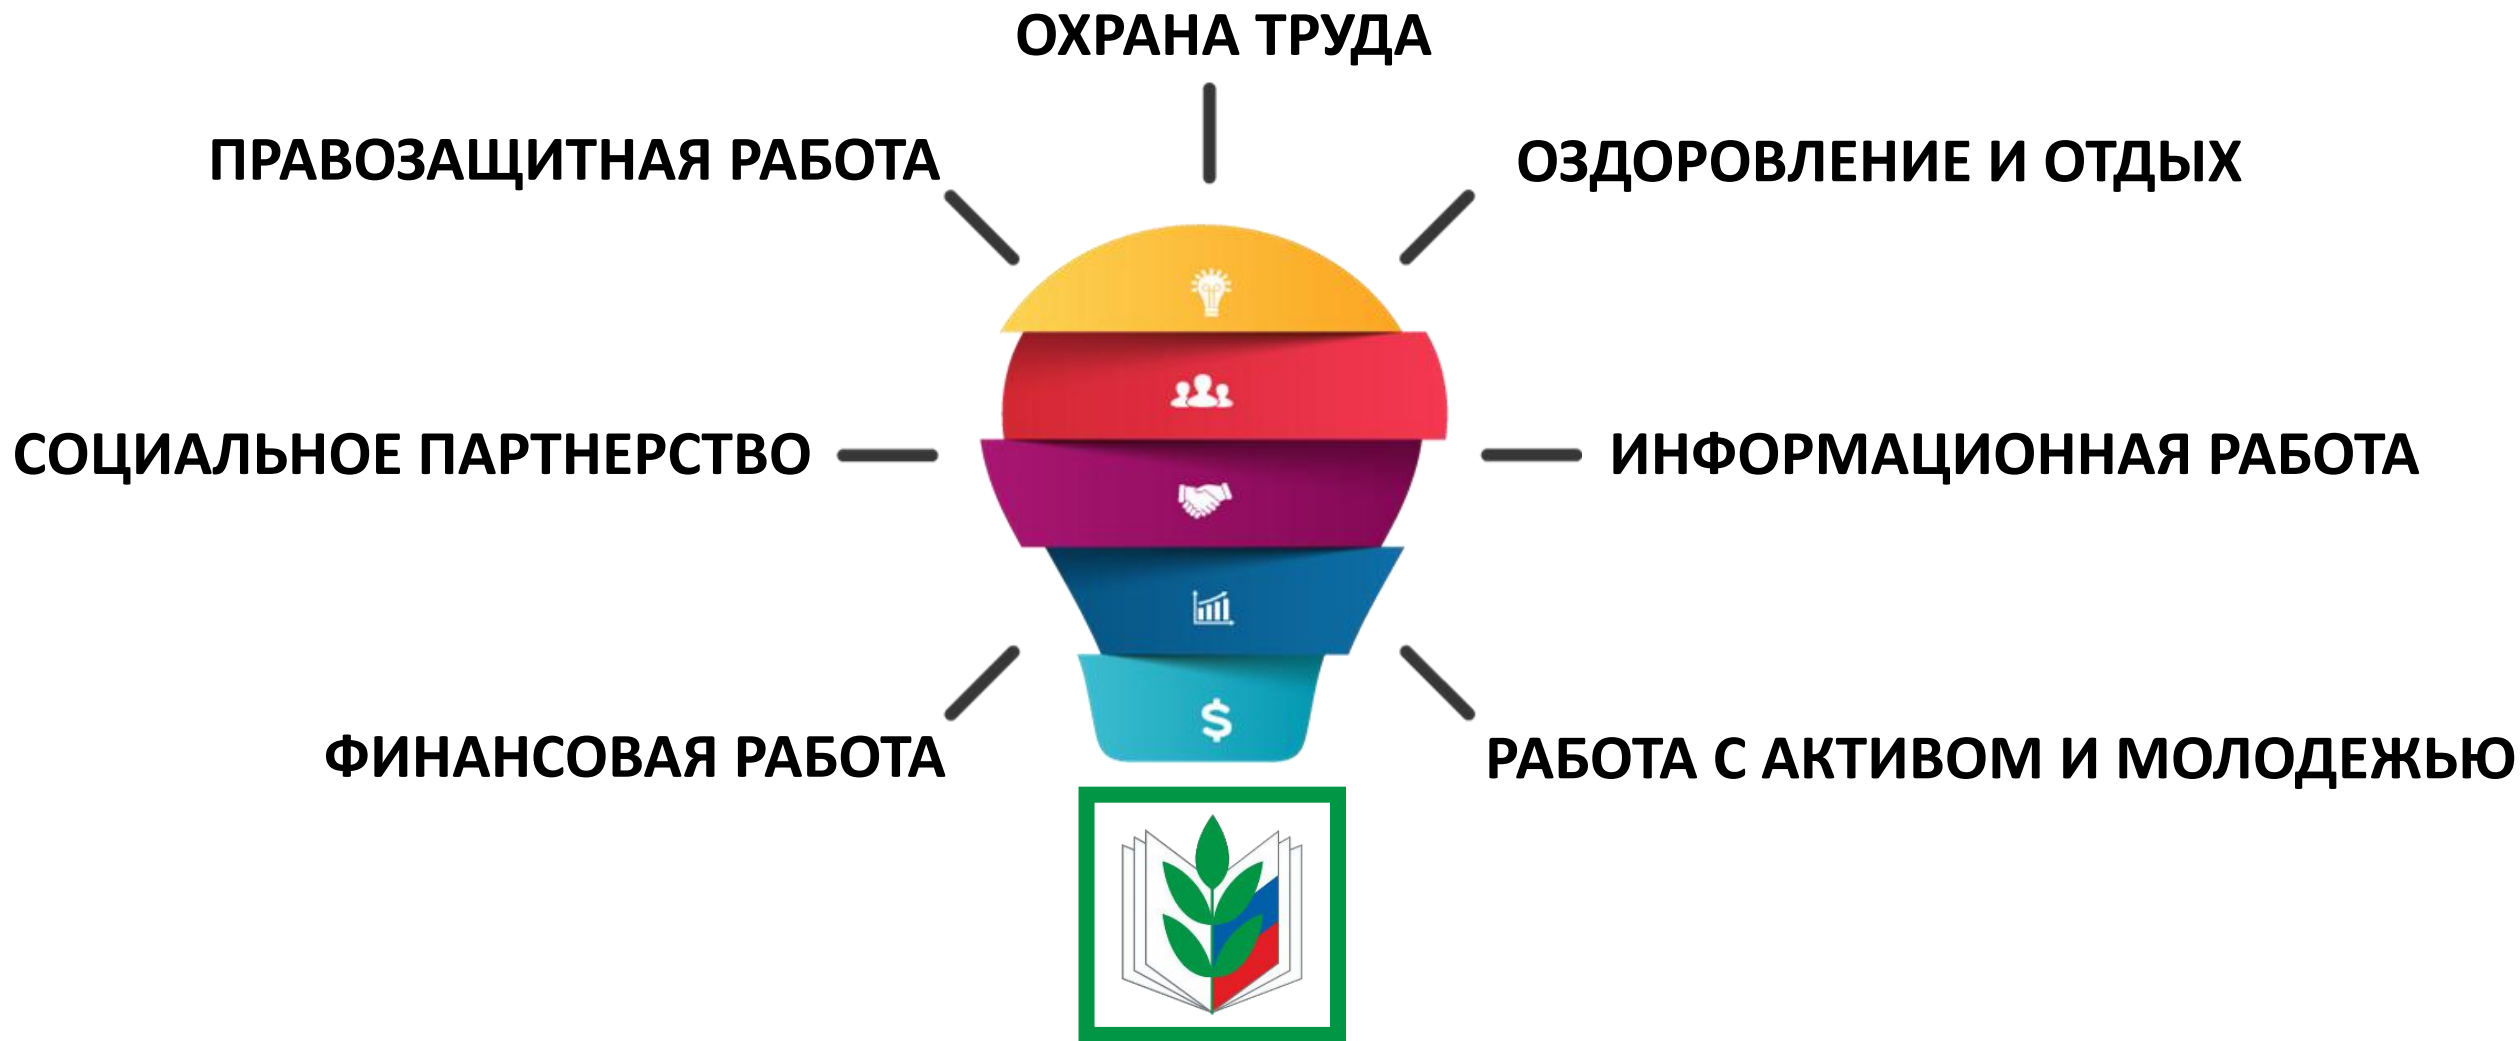 ОХРАНА ТРУДА
ПРАВОЗАЩИТНАЯ РАБОТА
ОЗДОРОВЛЕНИЕ И ОТДЫХ
СОЦИАЛЬНОЕ ПАРТНЕРСТВО
ИНФОРМАЦИОННАЯ РАБОТА
ФИНАНСОВАЯ РАБОТА
РАБОТА С АКТИВОМ И МОЛОДЕЖЬЮ
$